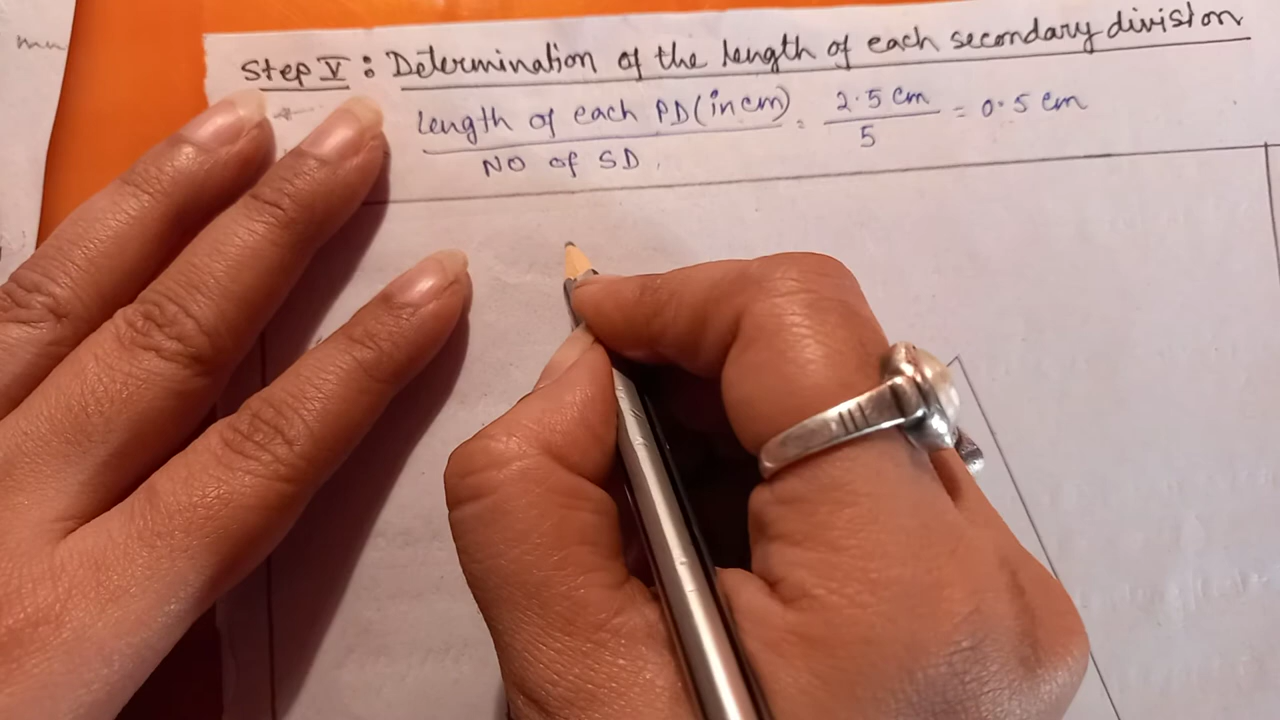 Step V : Determination of the length of each secondary division
length of each PD (in cm) = 2.5 cm / 5 = 0.5 cm
NO of SD.